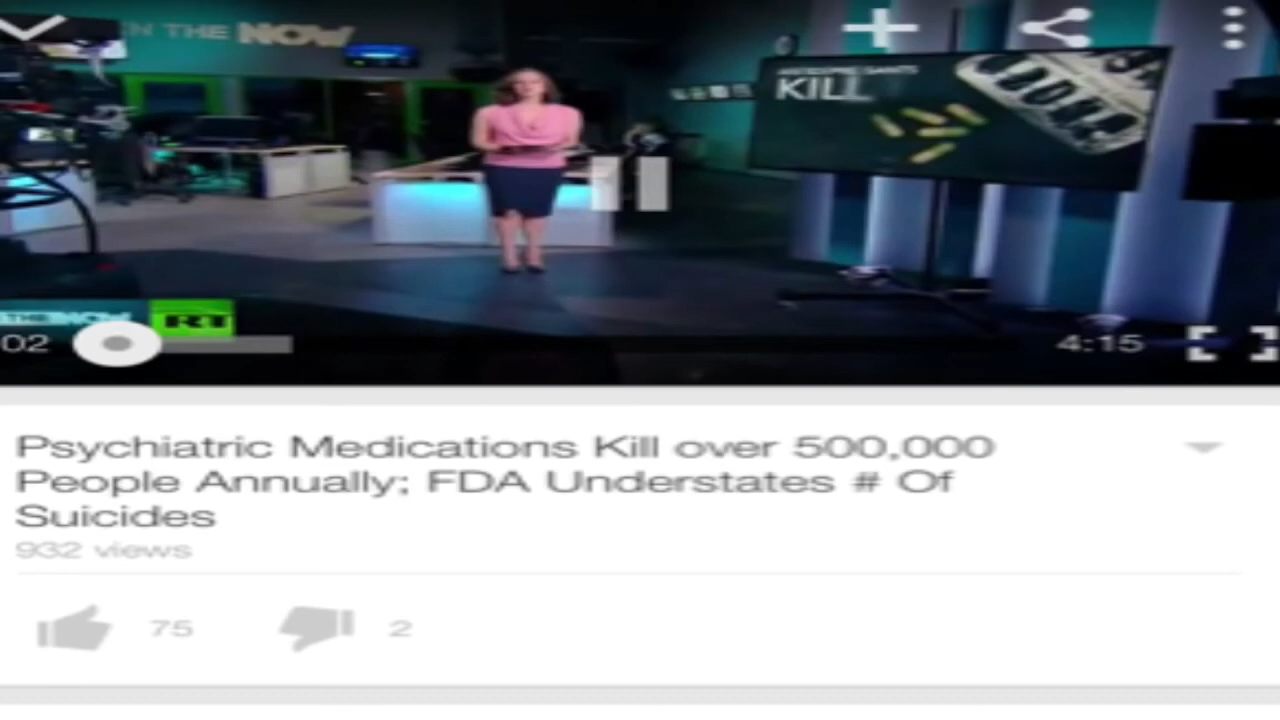 IN THE NOW
KILL
RT
02
4:15
Psychiatric Medications Kill over 500,000
People Annually; FDA Understates # Of
Suicides
932 views
75
2